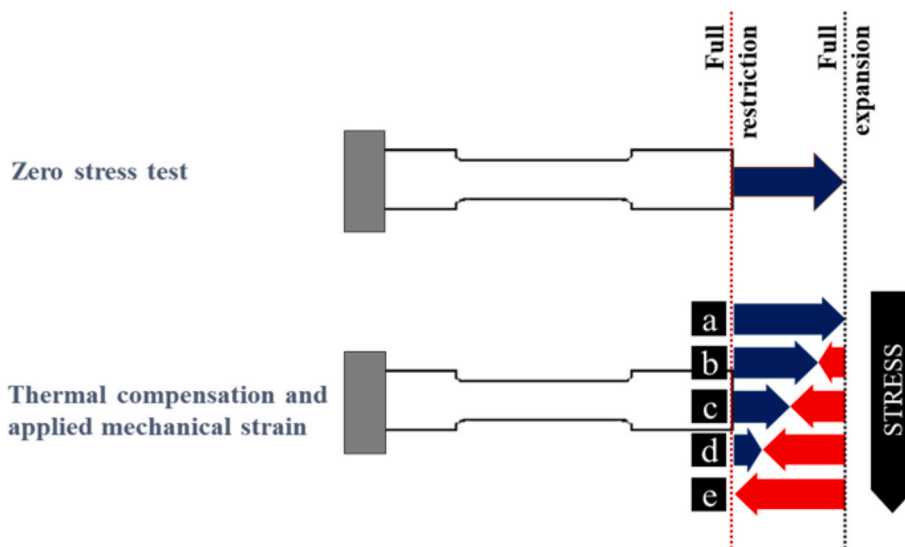 Full
restriction
Full
expansion
Zero stress test
a
b
Thermal compensation and
applied mechanical strain
c
d
e
STRESS